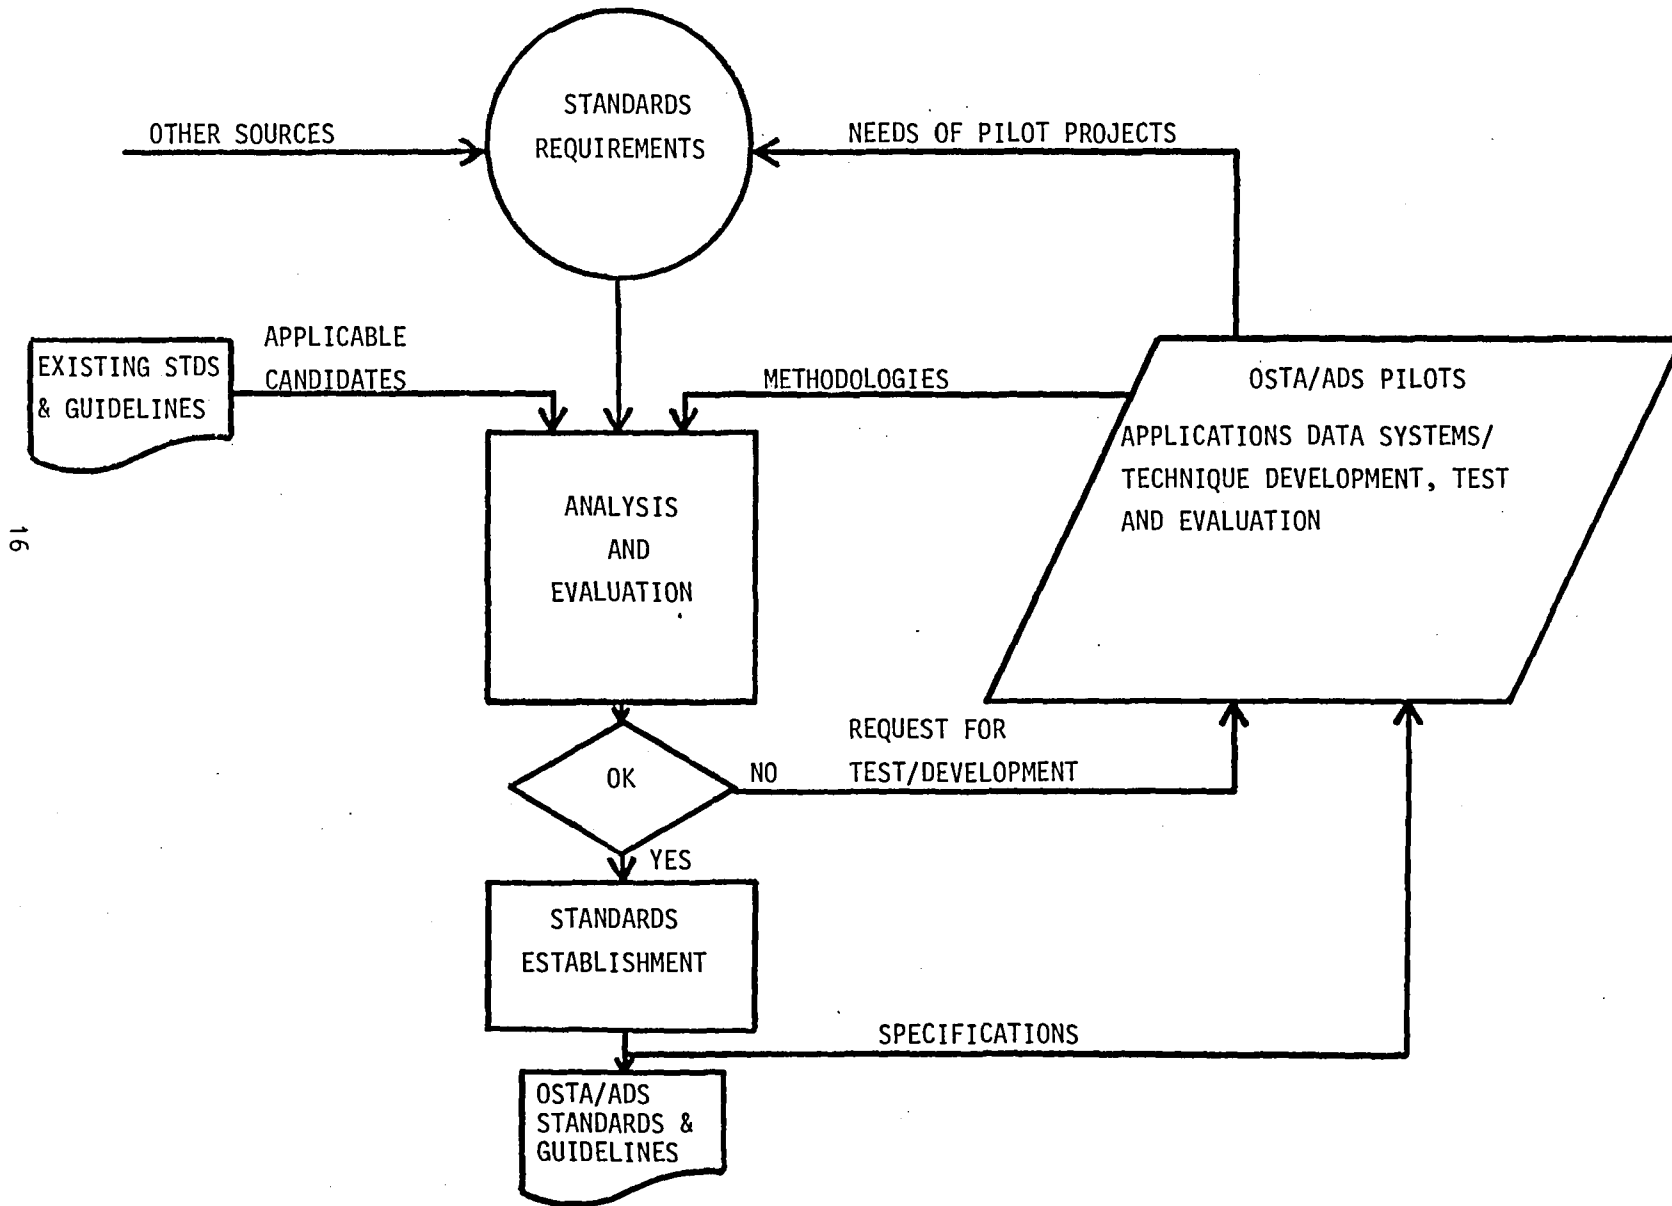 STANDARDS
REQUIREMENTS
OTHER SOURCES
NEEDS OF PILOT PROJECTS
APPLICABLE
CANDIDATES
EXISTING STDS
& GUIDELINES
METHODOLOGIES
OSTA/ADS PILOTS
APPLICATIONS DATA SYSTEMS/
TECHNIQUE DEVELOPMENT, TEST
AND EVALUATION
ANALYSIS
AND
EVALUATION
16
OK
NO
REQUEST FOR
TEST/DEVELOPMENT
YES
STANDARDS
ESTABLISHMENT
SPECIFICATIONS
OSTA/ADS
STANDARDS &
GUIDELINES